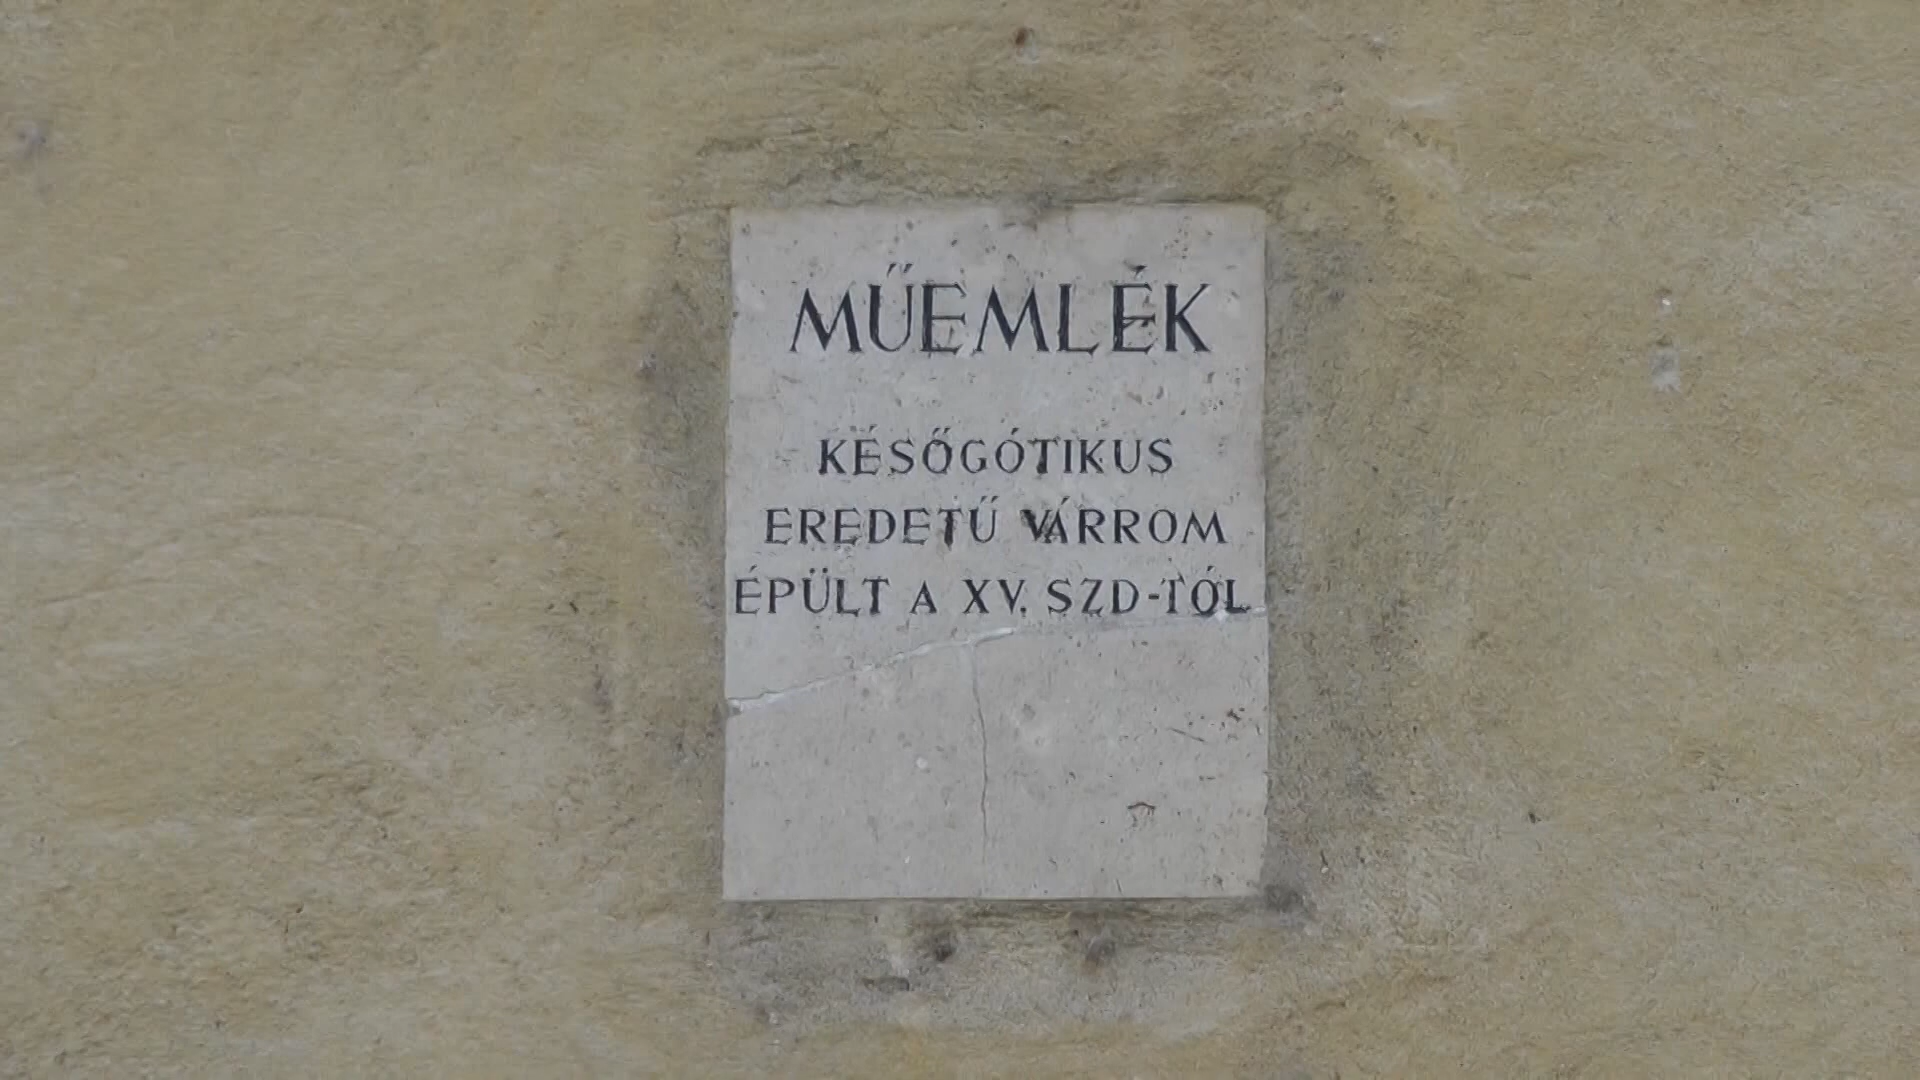 MŰEMLÉK
KÉSŐGÓTIKUS
EREDETŰ VÁRROM
ÉPÜLT A XV. SZD-TÓL